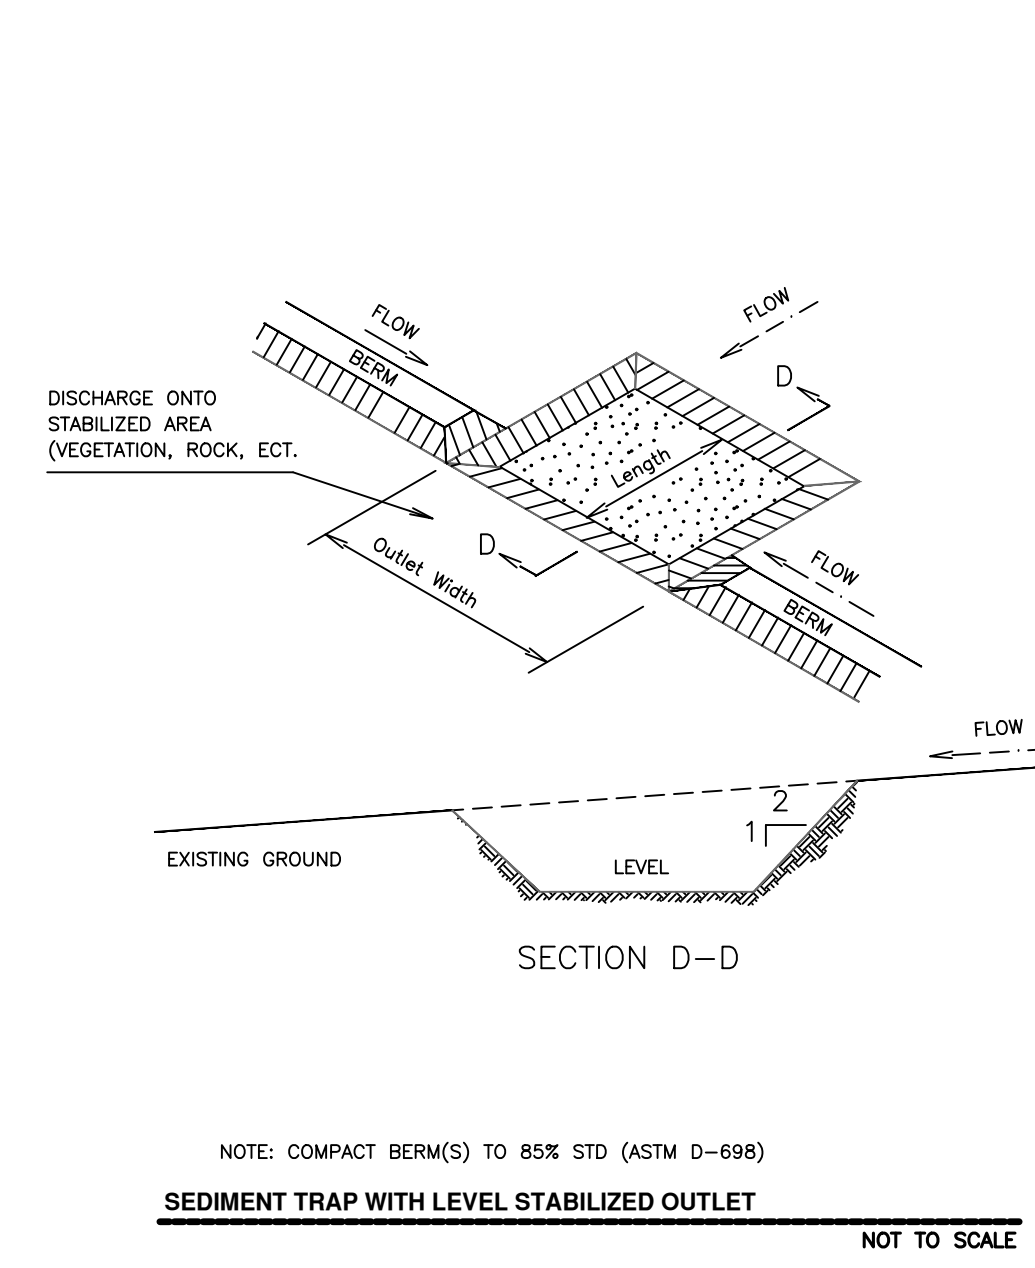 FLOW
FLOW
BERM
D
DISCHARGE ONTO
STABILIZED AREA
(VEGETATION, ROCK, ECT.
Length
D
Outlet Width
FLOW
BERM
FLOW
2
1
EXISTING GROUND
LEVEL
SECTION D-D
NOTE: COMPACT BERM(S) TO 85% STD (ASTM D-698)
SEDIMENT TRAP WITH LEVEL STABILIZED OUTLET
NOT TO SCALE